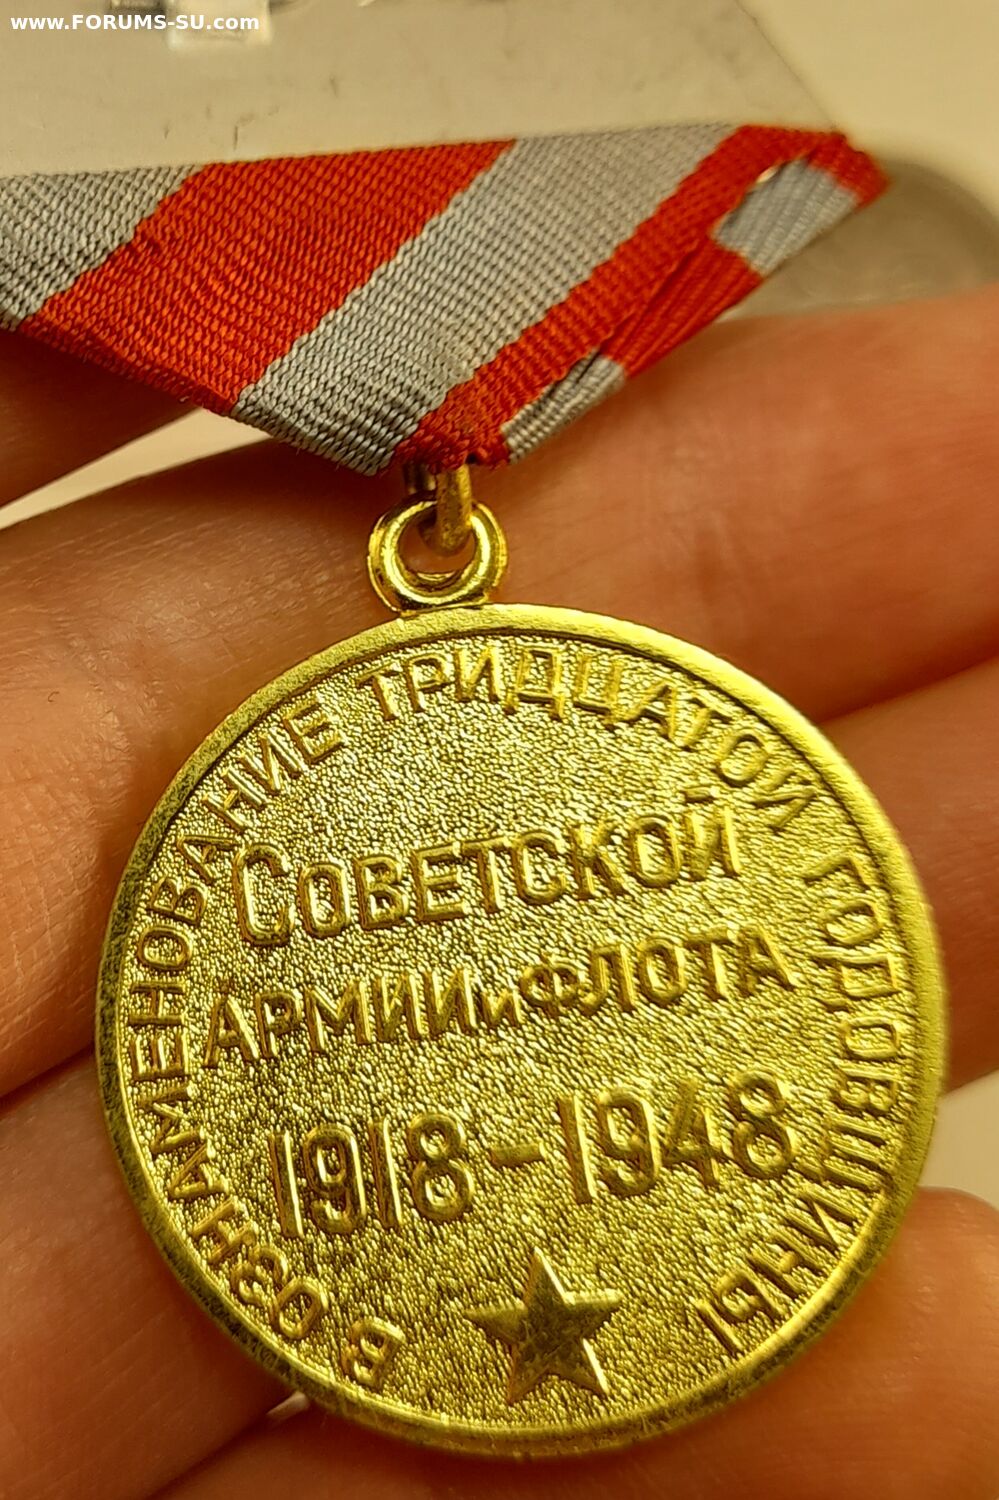 www.FORUMS-SU.com
В ОЗНАМЕНОВАНИЕ ТРИДЦАТОЙ ГОДОВЩИНЫ
СОВЕТСКОЙ
АРМИИ и ФЛОТА
1918-1948